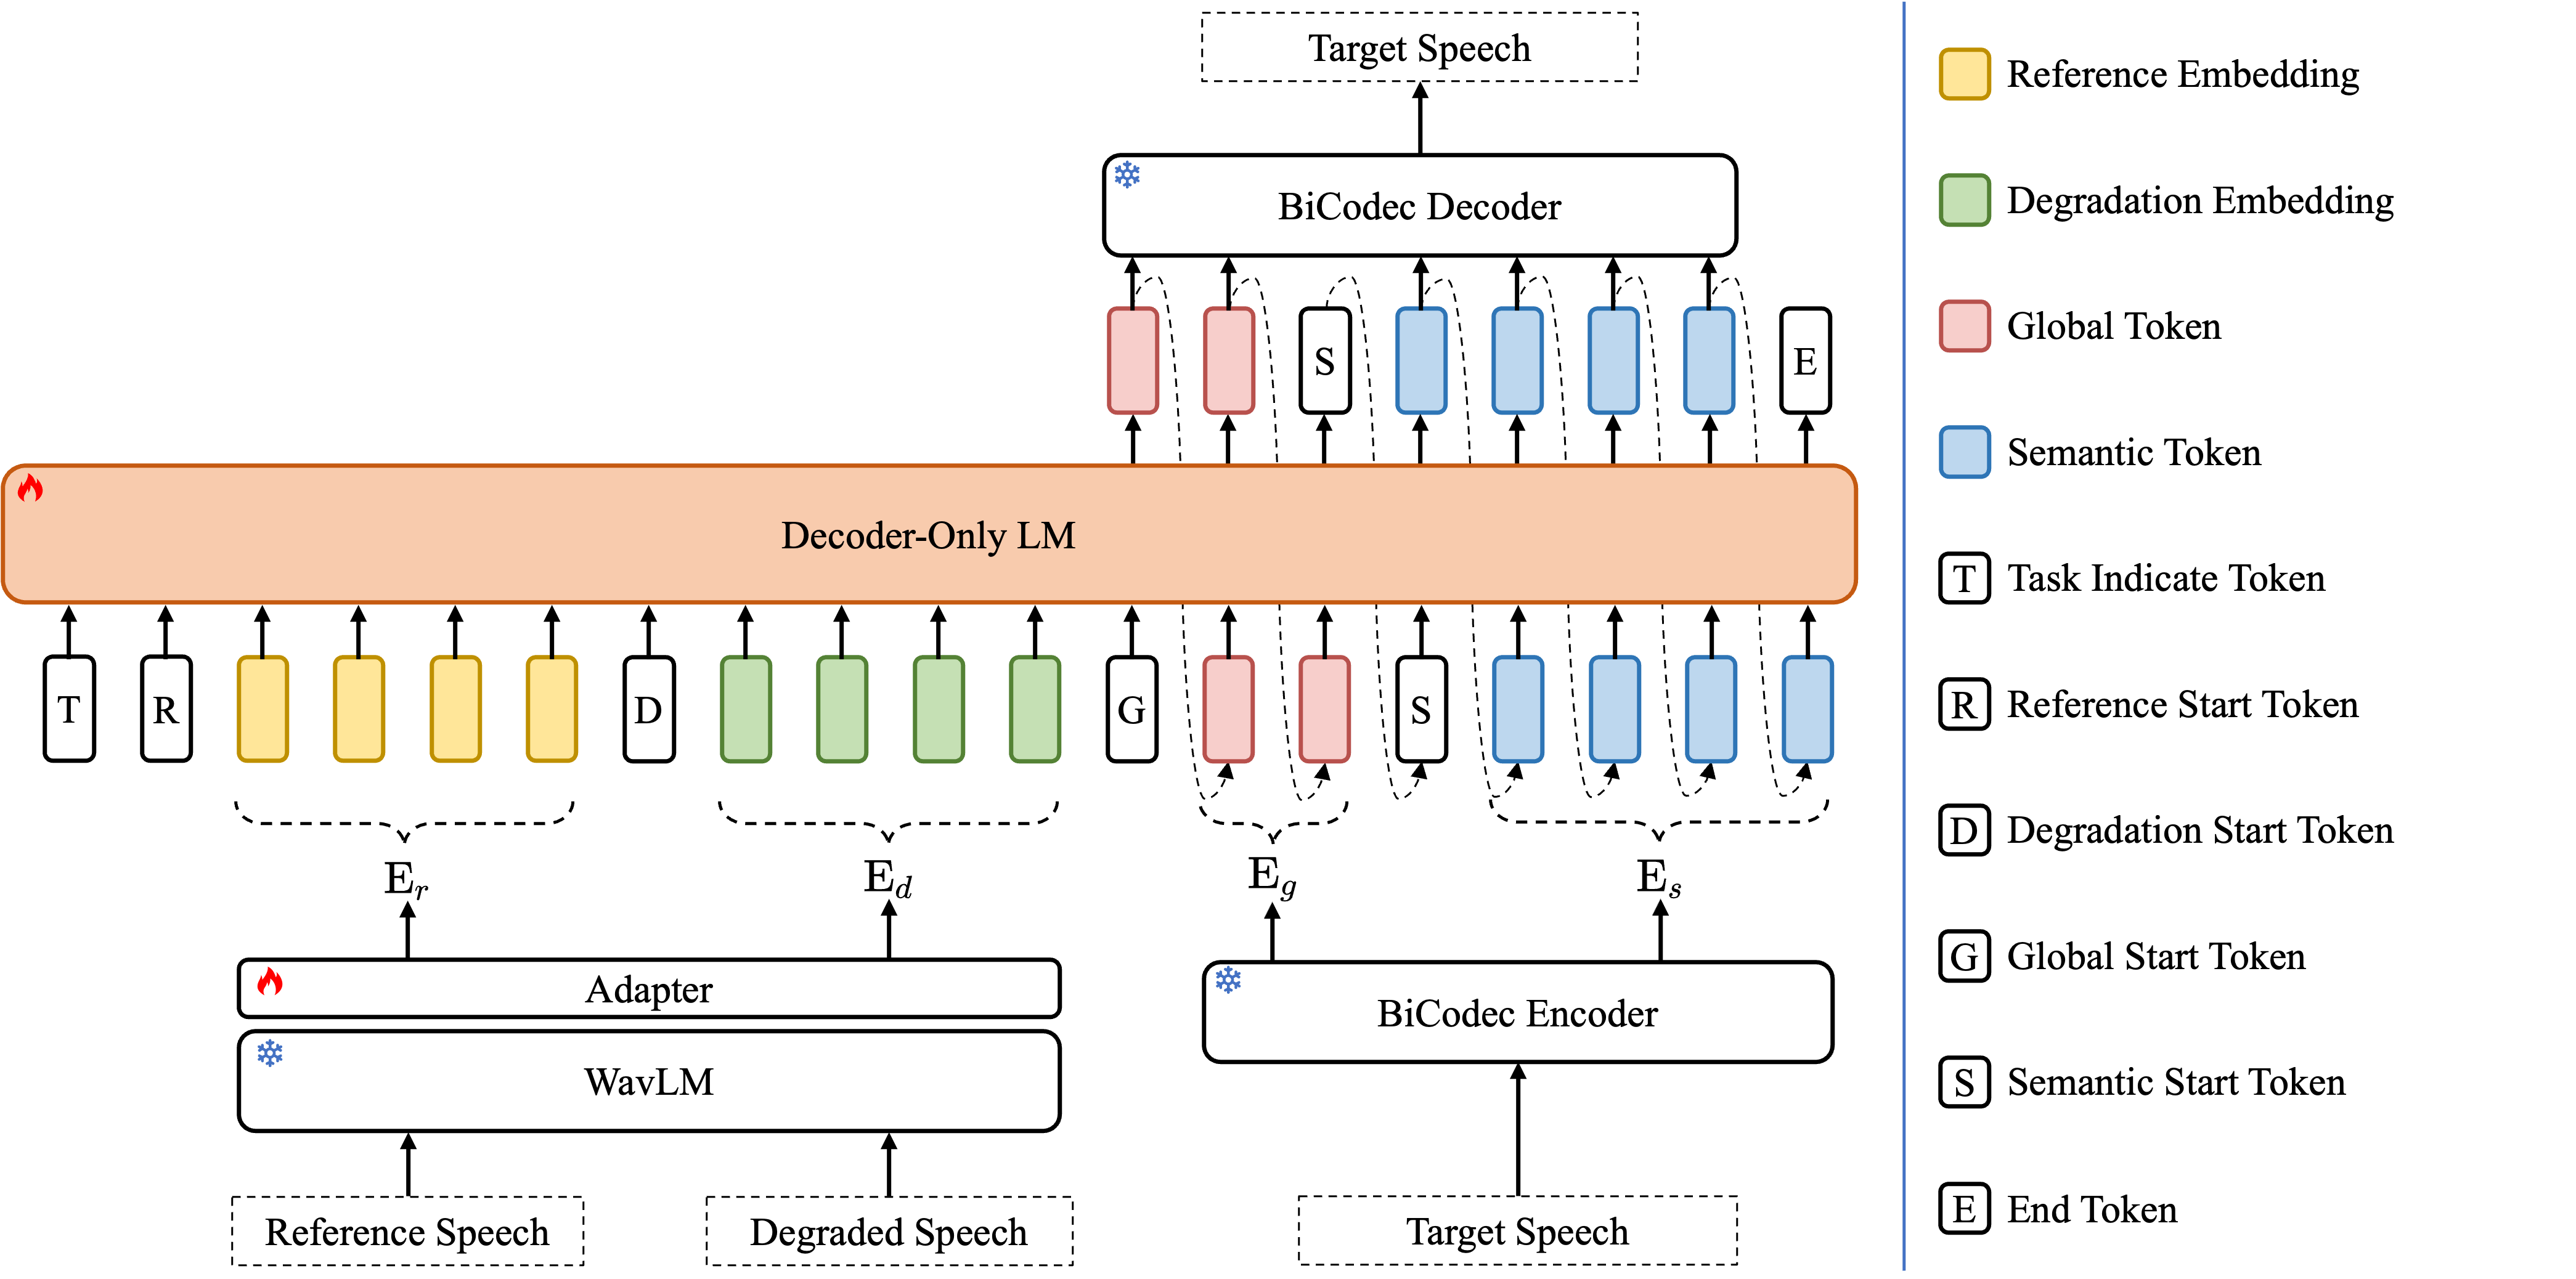 Target Speech
BiCodec Decoder
S
E
Decoder-Only LM
T R D G S
E_r E_d E_g E_s
Adapter
WavLM
BiCodec Encoder
Reference Speech
Degraded Speech
Target Speech
Reference Embedding
Degradation Embedding
Global Token
Semantic Token
T Task Indicate Token
R Reference Start Token
D Degradation Start Token
G Global Start Token
S Semantic Start Token
E End Token